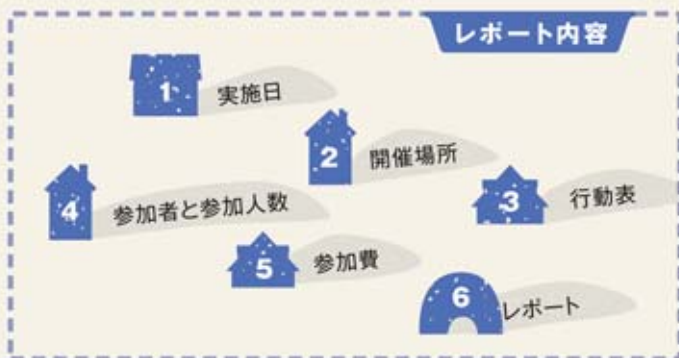 レポート内容
1 実施日
2 開催場所
3 行動表
4 参加者と参加人数
5 参加費
6 レポート